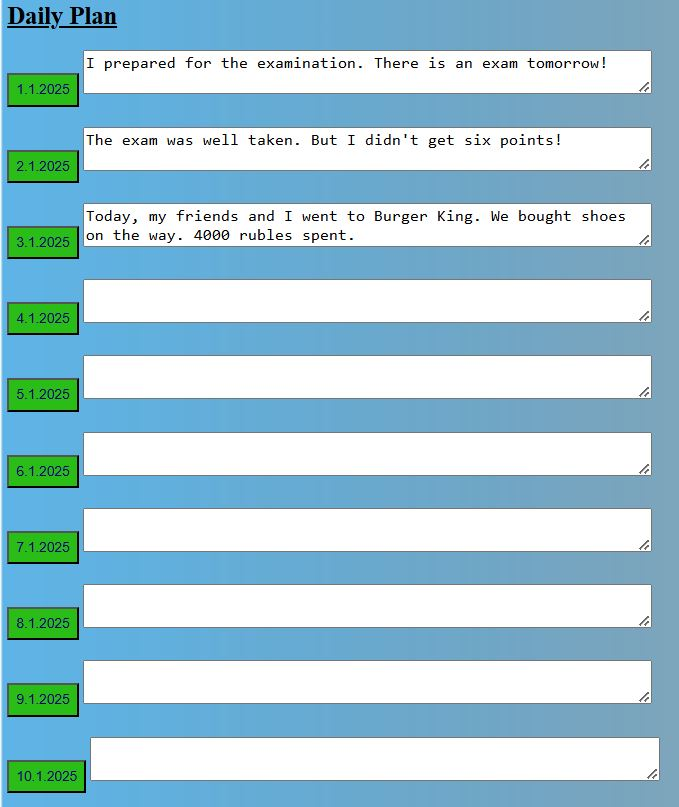 Daily Plan
I prepared for the examination. There is an exam tomorrow!
1.1.2025
The exam was well taken. But I didn't get six points!
2.1.2025
Today, my friends and I went to Burger King. We bought shoes
on the way. 4000 rubles spent.
3.1.2025
4.1.2025
5.1.2025
6.1.2025
7.1.2025
8.1.2025
9.1.2025
10.1.2025